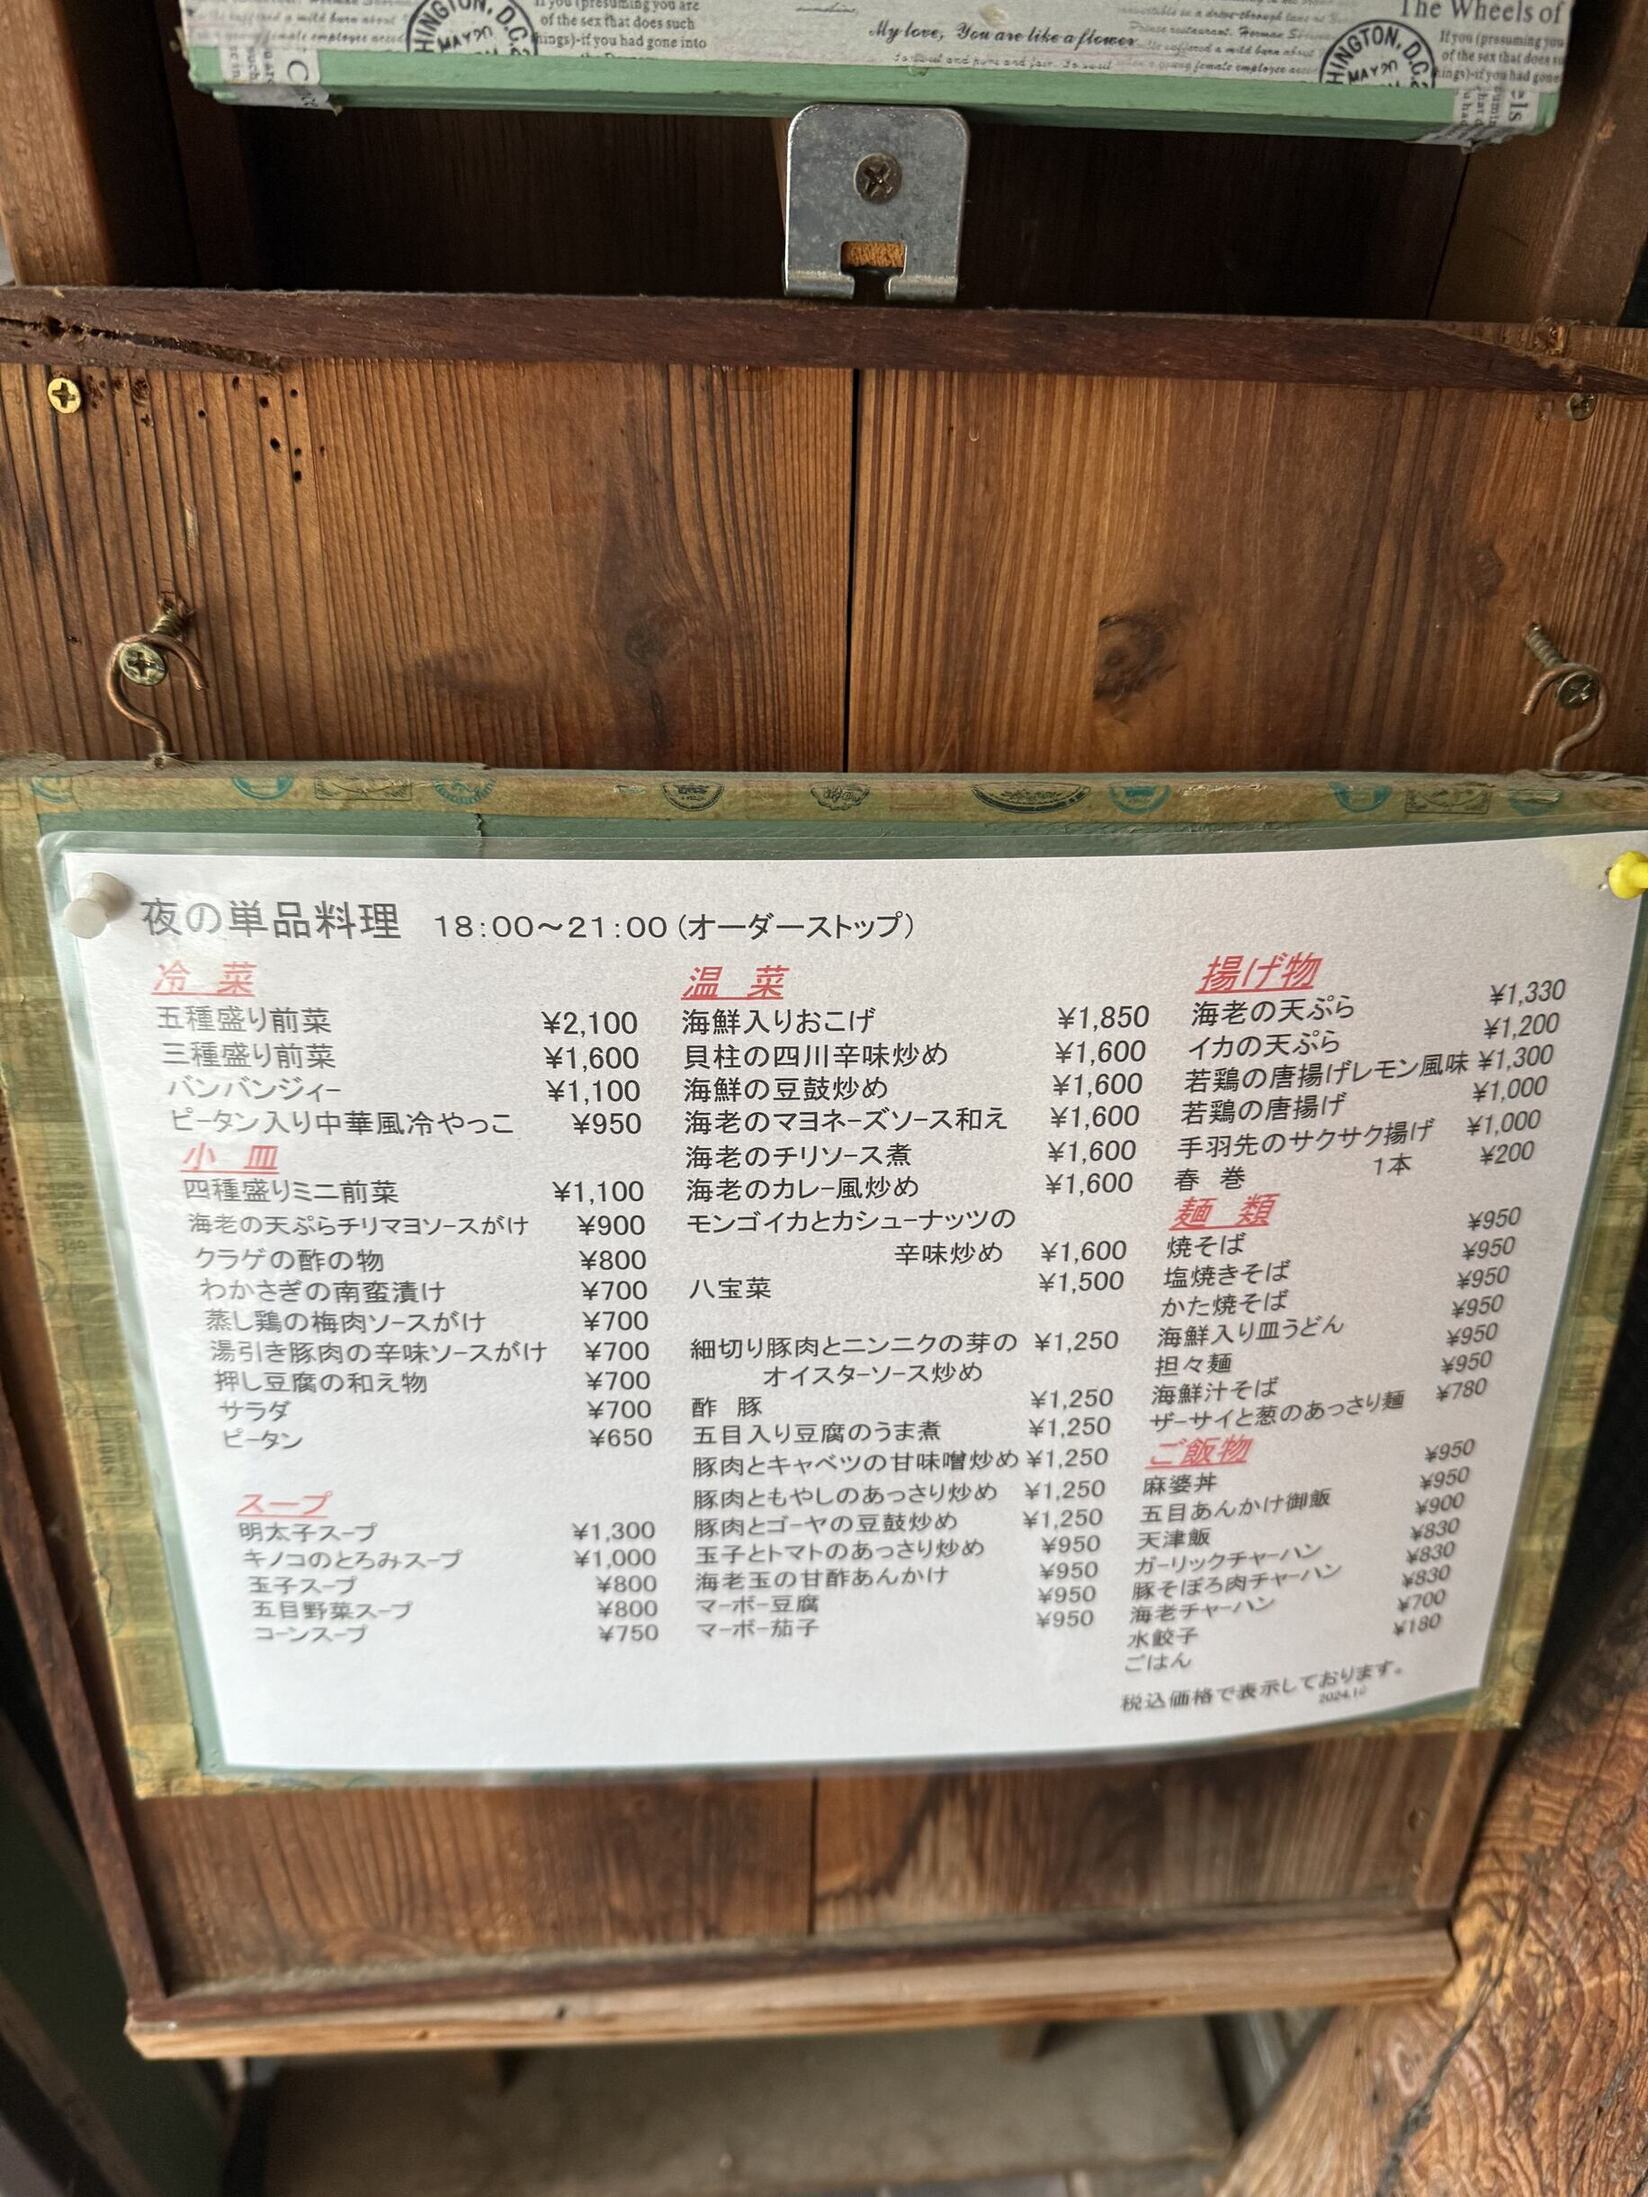 The Wheels of
If you (presuming you are
of the sex that does such
things)-if you had gone into
My love, You are like a flower
HINGTON, D.C.
MAY 20
夜の単品料理 18:00～21:00(オーダーストップ)
冷 菜
五種盛り前菜 ¥2,100
三種盛り前菜 ¥1,600
バンバンジィー ¥1,100
ピータン入り中華風冷やっこ ¥950
小 皿
四種盛りミニ前菜 ¥1,100
海老の天ぷらチリマヨソースがけ ¥900
クラゲの酢の物 ¥800
わかさぎの南蛮漬け ¥700
蒸し鶏の梅肉ソースがけ ¥700
湯引き豚肉の辛味ソースがけ ¥700
押し豆腐の和え物 ¥700
サラダ ¥700
ピータン ¥650
スープ
明太子スープ ¥1,300
キノコのとろみスープ ¥1,000
玉子スープ ¥800
五目野菜スープ ¥800
コーンスープ ¥750
温 菜
海鮮入りおこげ ¥1,850
貝柱の四川辛味炒め ¥1,600
海鮮の豆鼓炒め ¥1,600
海老のマヨネーズソース和え ¥1,600
海老のチリソース煮 ¥1,600
海老のカレー風炒め ¥1,600
モンゴイカとカシューナッツの
辛味炒め ¥1,600
八宝菜 ¥1,500
細切り豚肉とニンニクの芽の ¥1,250
オイスターソース炒め
酢 豚 ¥1,250
五目入り豆腐のうま煮 ¥1,250
豚肉とキャベツの甘味噌炒め ¥1,250
豚肉ともやしのあっさり炒め ¥1,250
豚肉とゴーヤの豆鼓炒め ¥1,250
玉子とトマトのあっさり炒め ¥950
海老玉の甘酢あんかけ ¥950
マーボー豆腐 ¥950
マーボー茄子 ¥950
揚げ物
海老の天ぷら ¥1,330
イカの天ぷら ¥1,200
若鶏の唐揚げレモン風味 ¥1,300
若鶏の唐揚げ ¥1,000
手羽先のサクサク揚げ ¥1,000
春 巻 1本 ¥200
麺 類
焼そば ¥950
塩焼きそば ¥950
かた焼そば ¥950
海鮮入り皿うどん ¥950
担々麺 ¥950
海鮮汁そば ¥950
ザーサイと葱のあっさり麺 ¥780
ご飯物
麻婆丼 ¥950
五目あんかけ御飯 ¥950
天津飯 ¥900
ガーリックチャーハン ¥830
豚そぼろ肉チャーハン ¥830
海老チャーハン ¥830
水餃子 ¥700
ごはん ¥180
税込価格で表示しております。